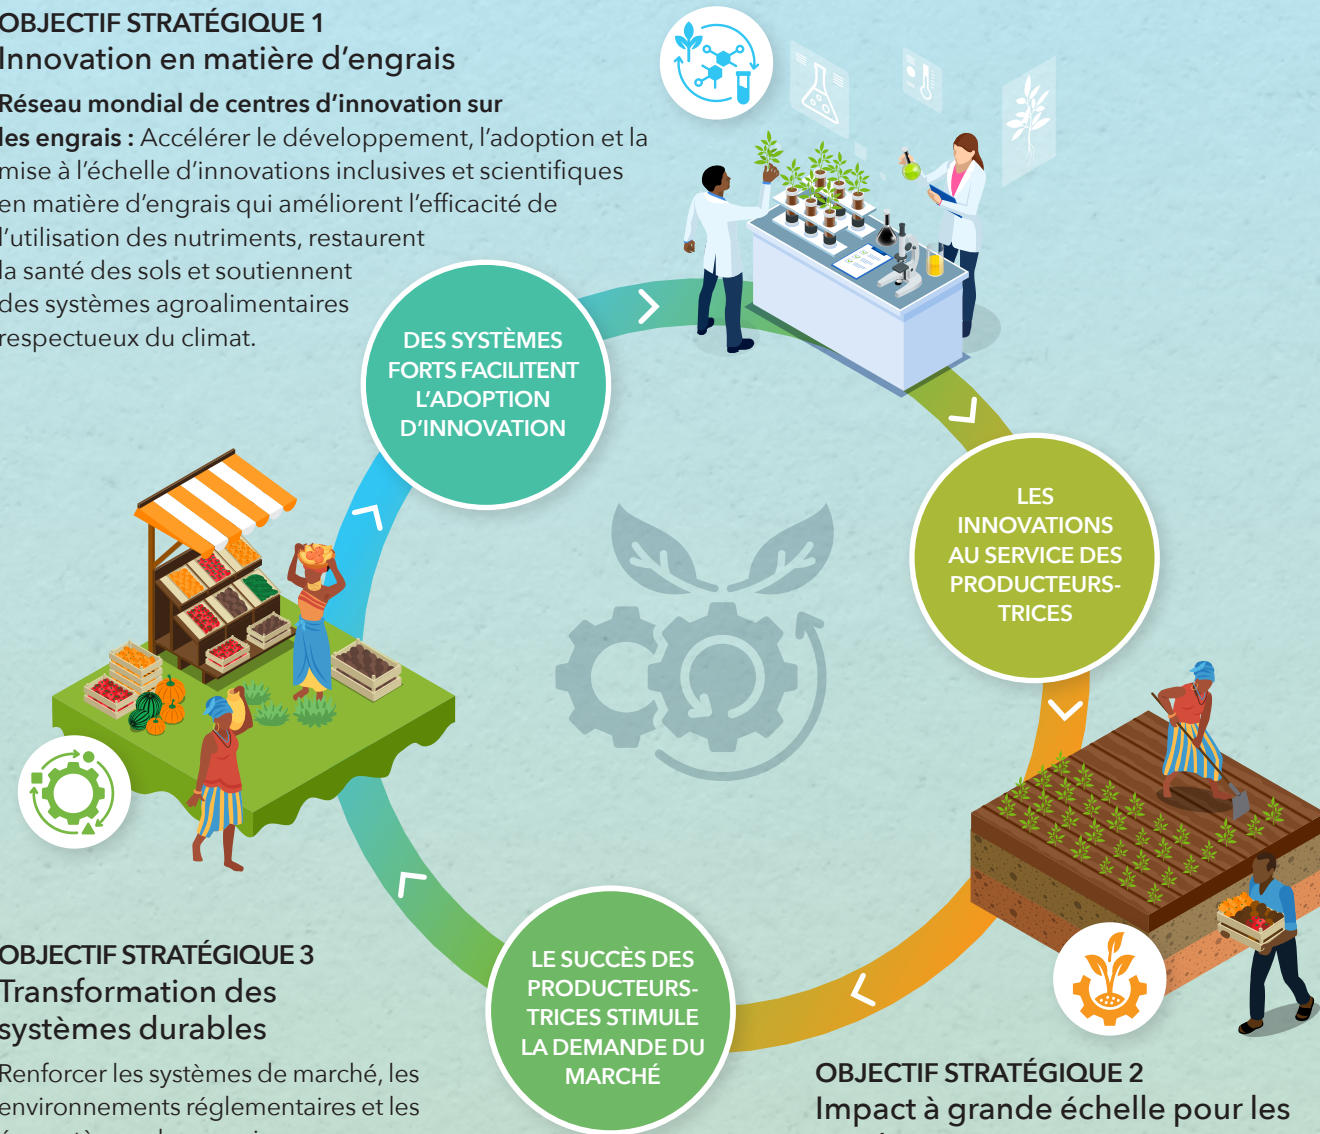 OBJECTIF STRATÉGIQUE 1
Innovation en matière d'engrais
Réseau mondial de centres d'innovation sur
les engrais : Accélérer le développement, l'adoption et la
mise à l'échelle d'innovations inclusives et scientifiques
en matière d'engrais qui améliorent l'efficacité de
l'utilisation des nutriments, restaurent
la santé des sols et soutiennent
des systèmes agroalimentaires
respectueux du climat.
DES SYSTÈMES
FORTS FACILITENT
L'ADOPTION
D'INNOVATION
LES
INNOVATIONS
AU SERVICE DES
PRODUCTEURS-
TRICES
LE SUCCÈS DES
PRODUCTEURS-
TRICES STIMULE
LA DEMANDE DU
MARCHÉ
OBJECTIF STRATÉGIQUE 3
Transformation des
systèmes durables
Renforcer les systèmes de marché, les
environnements réglementaires et les
OBJECTIF STRATÉGIQUE 2
Impact à grande échelle pour les